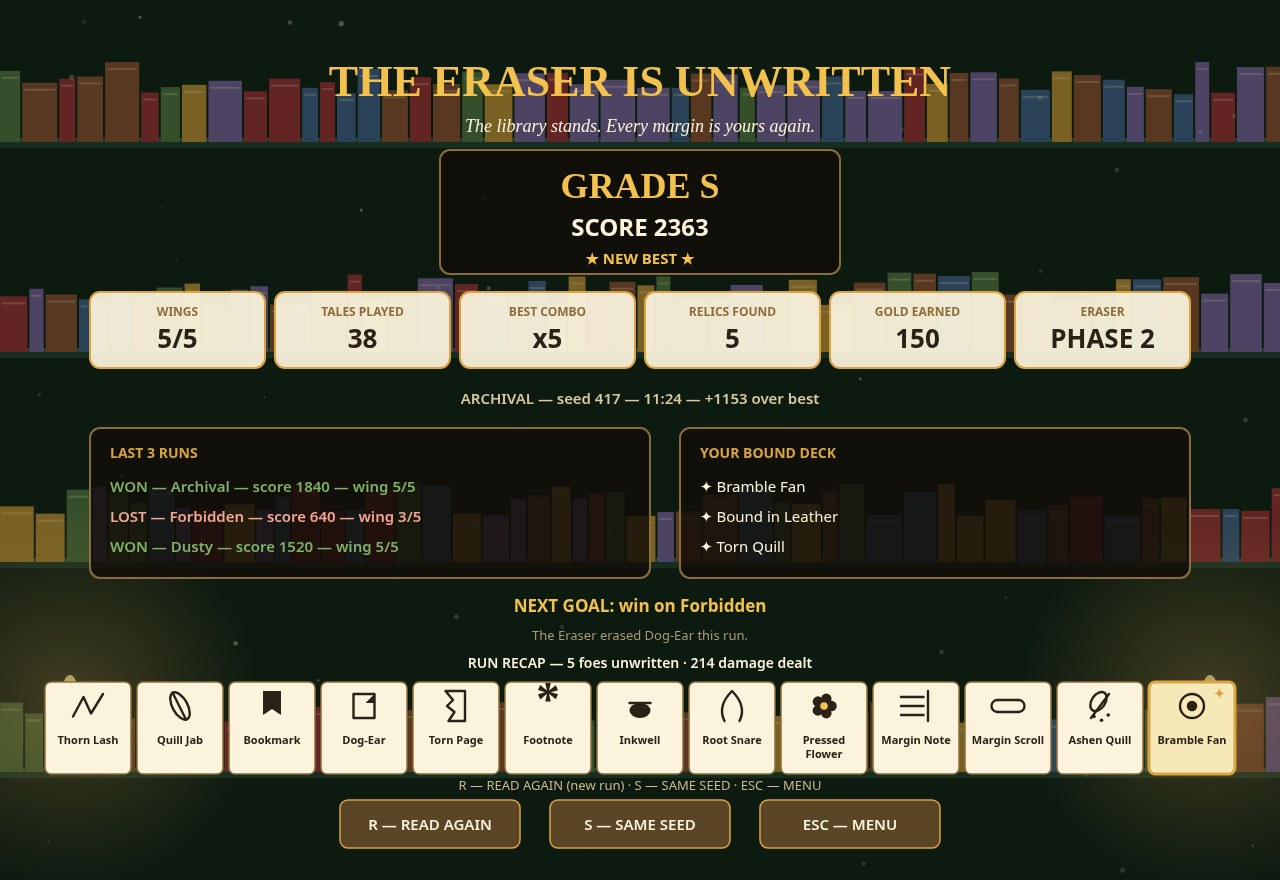 THE ERASER IS UNWRITTEN
The library stands. Every margin is yours again.
GRADE S
SCORE 2363
★ NEW BEST ★
WINGS
5/5
TALES PLAYED
38
BEST COMBO
x5
RELICS FOUND
5
GOLD EARNED
150
ERASER
PHASE 2
ARCHIVAL — seed 417 — 11:24 — +1153 over best
LAST 3 RUNS
WON — Archival — score 1840 — wing 5/5
LOST — Forbidden — score 640 — wing 3/5
WON — Dusty — score 1520 — wing 5/5
YOUR BOUND DECK
✦ Bramble Fan
✦ Bound in Leather
✦ Torn Quill
NEXT GOAL: win on Forbidden
The Eraser erased Dog-Ear this run.
RUN RECAP — 5 foes unwritten · 214 damage dealt
Thorn Lash
Quill Jab
Bookmark
Dog-Ear
Torn Page
*
Footnote
Inkwell
Root Snare
Pressed
Flower
Margin Note
Margin Scroll
Ashen Quill
✦
Bramble Fan
R — READ AGAIN (new run) · S — SAME SEED · ESC — MENU
R — READ AGAIN
S — SAME SEED
ESC — MENU